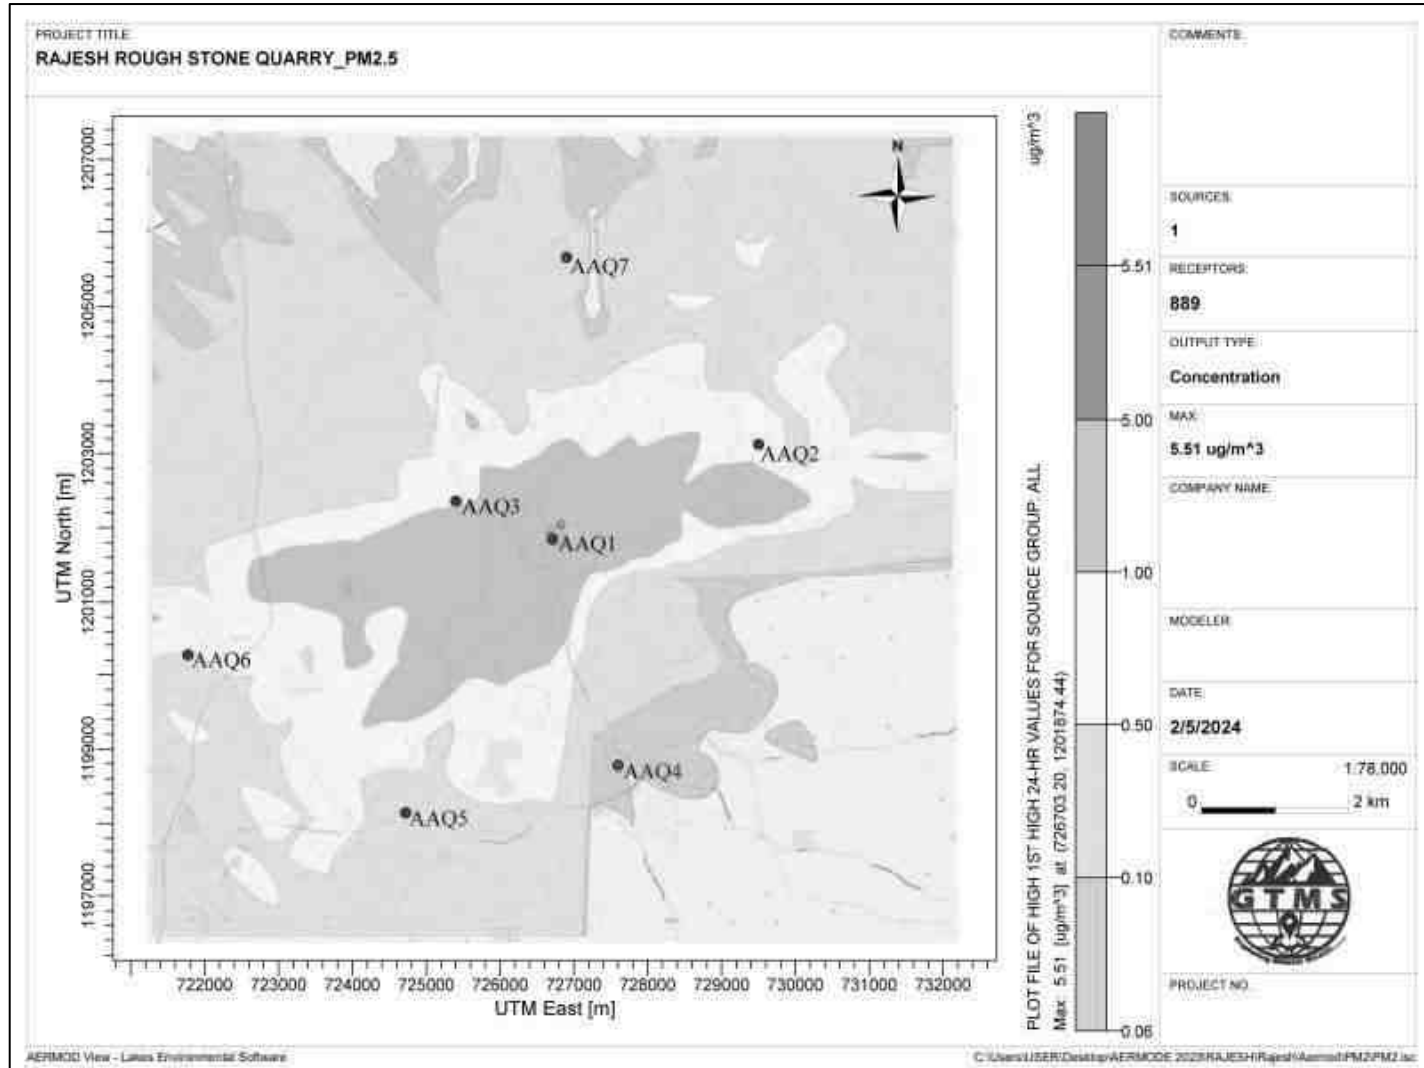 PROJECT TITLE:
RAJESH ROUGH STONE QUARRY_PM2.5
COMMENTS:
SOURCES:
1
RECEPTORS:
889
OUTPUT TYPE:
Concentration
MAX:
5.51 ug/m^3
COMPANY NAME:
MODELER:
DATE:
2/5/2024
SCALE:
1:78,000
0
2 km
GTMS
PROJECT NO.:
N
AAQ7
AAQ2
AAQ3
AAQ1
AAQ6
AAQ4
AAQ5
UTM North [m]
1207000
1205000
1203000
1201000
1199000
1197000
722000 723000 724000 725000 726000 727000 728000 729000 730000 731000 732000
UTM East [m]
ug/m^3
5.51
5.00
1.00
0.50
0.10
0.06
PLOT FILE OF HIGH 1ST HIGH 24-HR VALUES FOR SOURCE GROUP: ALL
Max: 5.51 [ug/m^3] at (726703.20, 1201874.44)
AERMOD View - Lakes Environmental Software